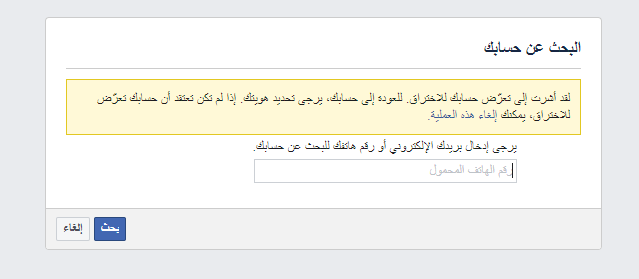 البحث عن حسابك
لقد أشرت إلى تعرّض حسابك للاختراق. للعودة إلى حسابك، يرجى تحديد هويتك. إذا لم تكن تعتقد أن حسابك تعرّض
للاختراق، يمكنك إلغاء هذه العملية.
يرجى إدخال بريدك الإلكتروني أو رقم هاتفك للبحث عن حسابك.
رقم الهاتف المحمول
بحث
إلغاء